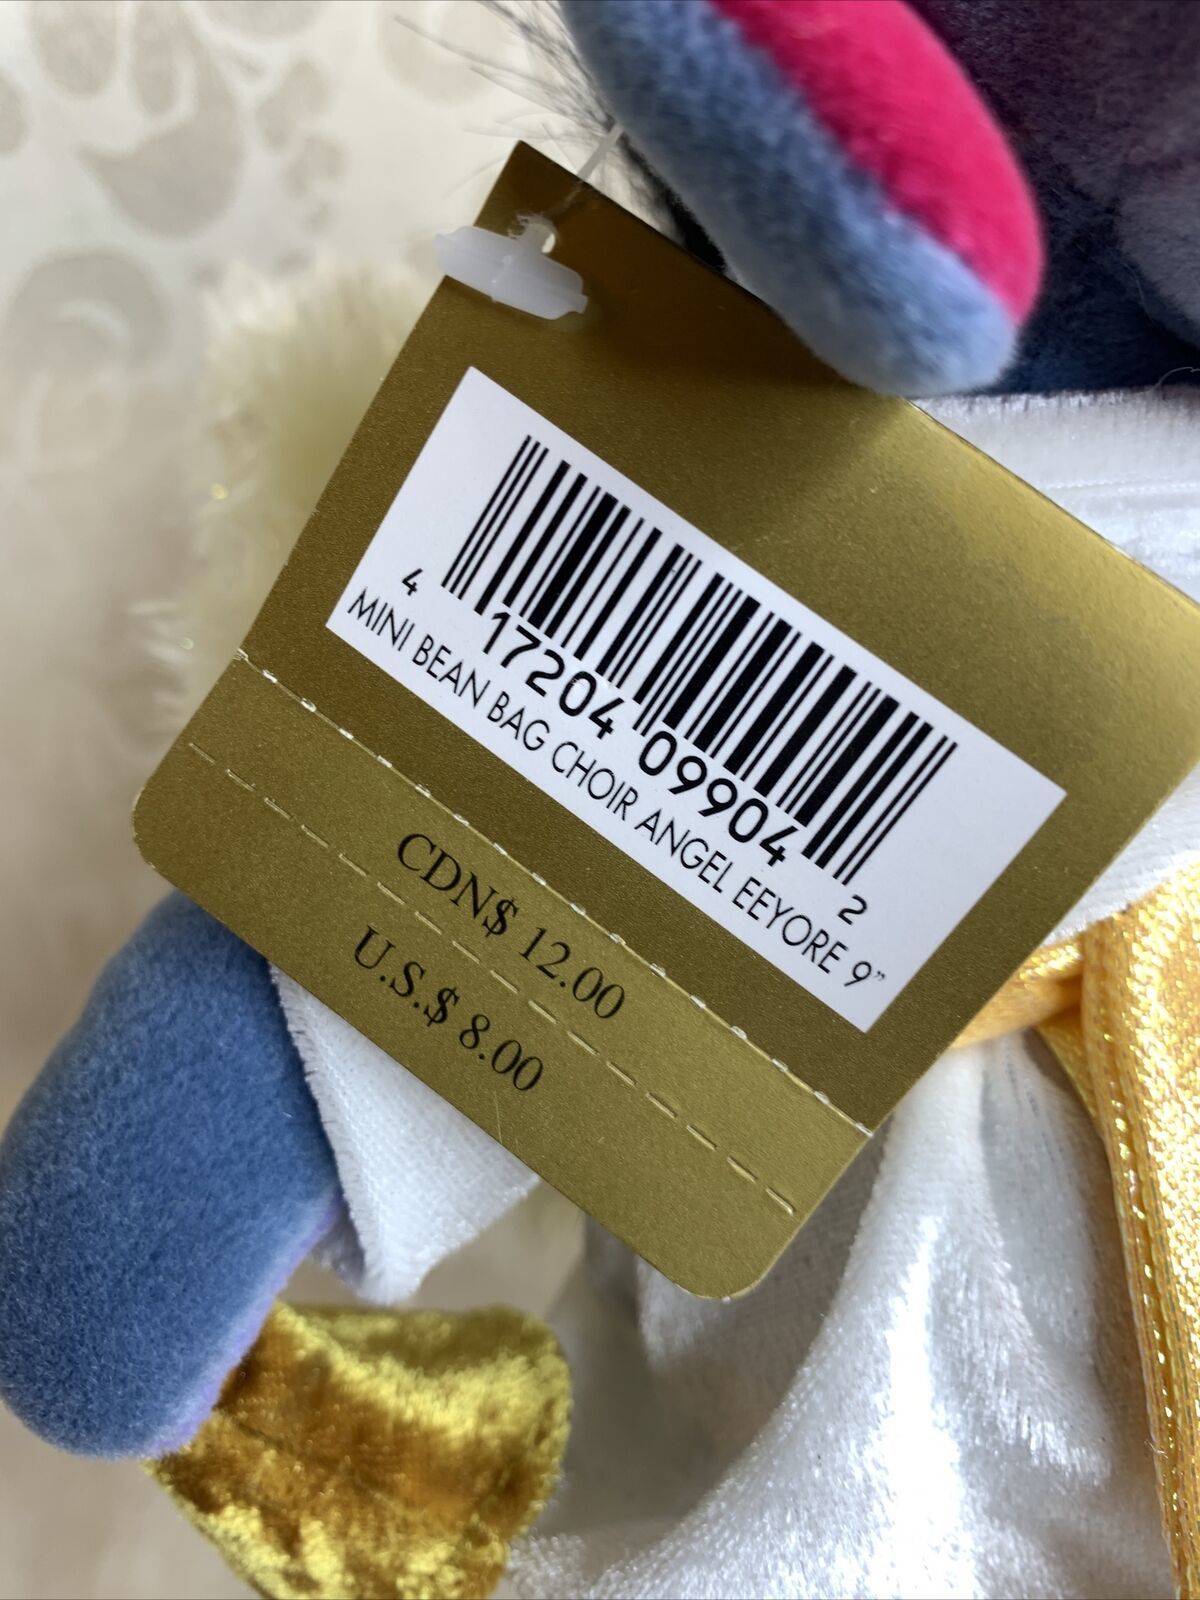 4 17204 09904 2
MINI BEAN BAG CHOIR ANGEL EEYORE 9"
CDN$ 12.00
U.S.$ 8.00